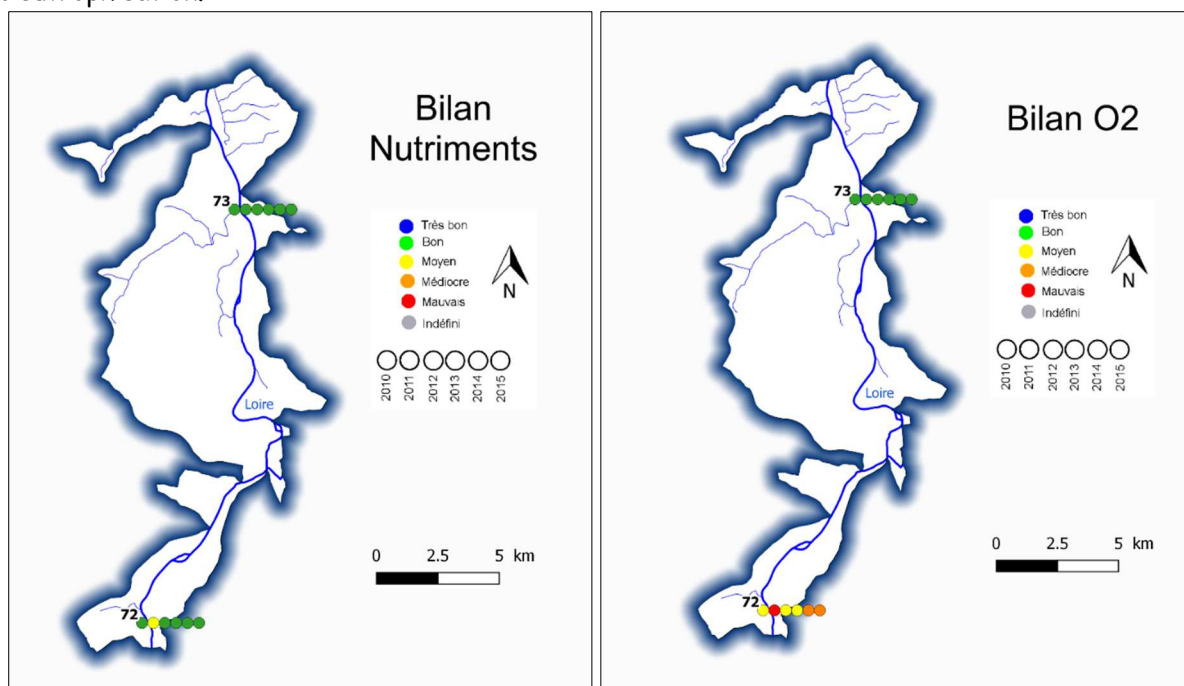 Bilan
Nutriments
73
Très bon
Bon
Moyen
Médiocre
Mauvais
Indéfini
N
2010
2011
2012
2013
2014
2015
Loire
0 2.5 5 km
72
Bilan O2
73
Très bon
Bon
Moyen
Médiocre
Mauvais
Indéfini
N
2010
2011
2012
2013
2014
2015
Loire
0 2.5 5 km
72